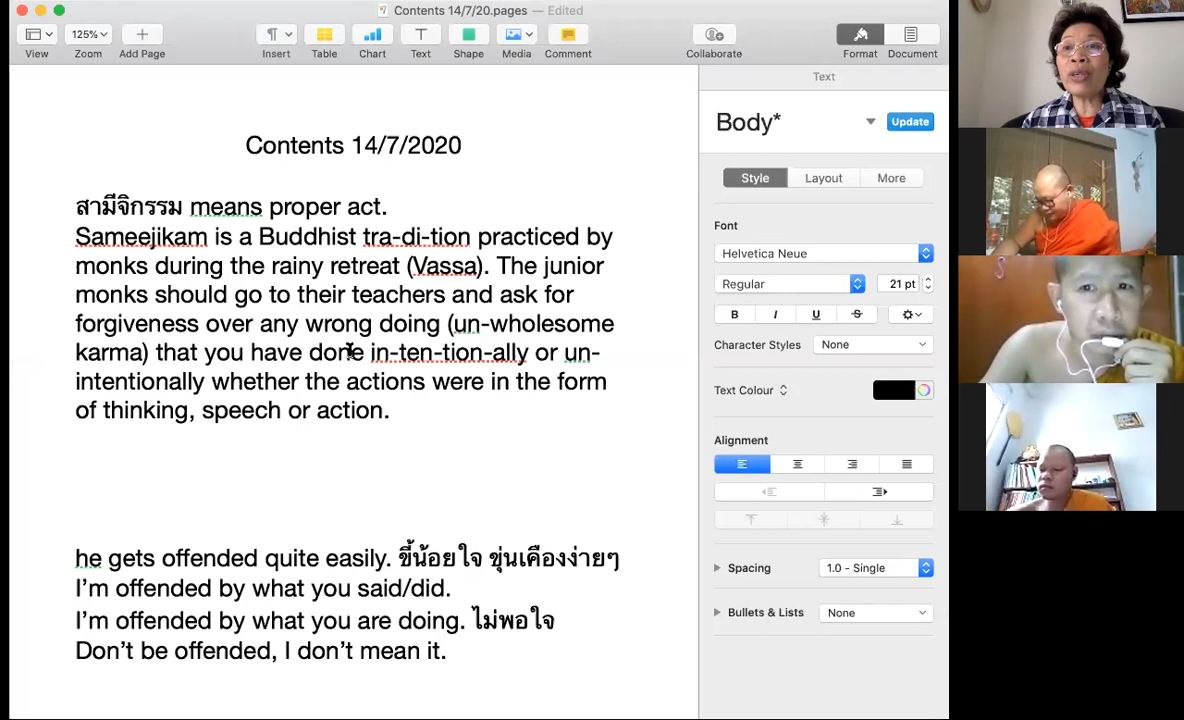 Contents 14/7/20.pages — Edited
View
125%
Zoom
Add Page
Insert
Table
Chart
Text
Shape
Media
Comment
Collaborate
Format
Document
Contents 14/7/2020
สามีจิกรรม means proper act.
Sameejikam is a Buddhist tra-di-tion practiced by
monks during the rainy retreat (Vassa). The junior
monks should go to their teachers and ask for
forgiveness over any wrong doing (un-wholesome
karma) that you have done in-ten-tion-ally or un-
intentionally whether the actions were in the form
of thinking, speech or action.
he gets offended quite easily. ขี้น้อยใจ ขุ่นเคืองง่ายๆ
I'm offended by what you said/did.
I'm offended by what you are doing. ไม่พอใจ
Don't be offended, I don't mean it.
Text
Body*
Update
Style
Layout
More
Font
Helvetica Neue
Regular
21 pt
B I U S
Character Styles
None
Text Colour
Alignment
Spacing
1.0 - Single
Bullets & Lists
None